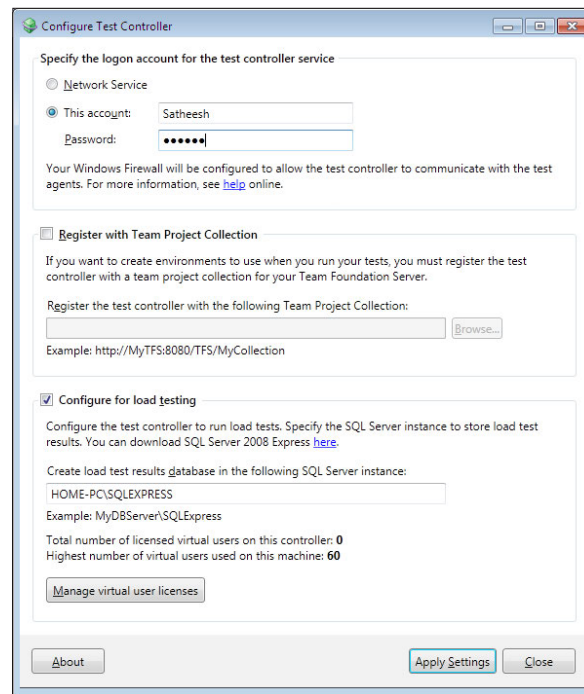 Configure Test Controller
Specify the logon account for the test controller service
Network Service
This account: Satheesh
Password: ●●●●●●
Your Windows Firewall will be configured to allow the test controller to communicate with the test
agents. For more information, see help online.
Register with Team Project Collection
If you want to create environments to use when you run your tests, you must register the test
controller with a team project collection for your Team Foundation Server.
Register the test controller with the following Team Project Collection:
Browse...
Example: http://MyTFS:8080/TFS/MyCollection
Configure for load testing
Configure the test controller to run load tests. Specify the SQL Server instance to store load test
results. You can download SQL Server 2008 Express here.
Create load test results database in the following SQL Server instance:
HOME-PC\SQLEXPRESS
Example: MyDBServer\SQLExpress
Total number of licensed virtual users on this controller: 0
Highest number of virtual users used on this machine: 60
Manage virtual user licenses
About Apply Settings Close